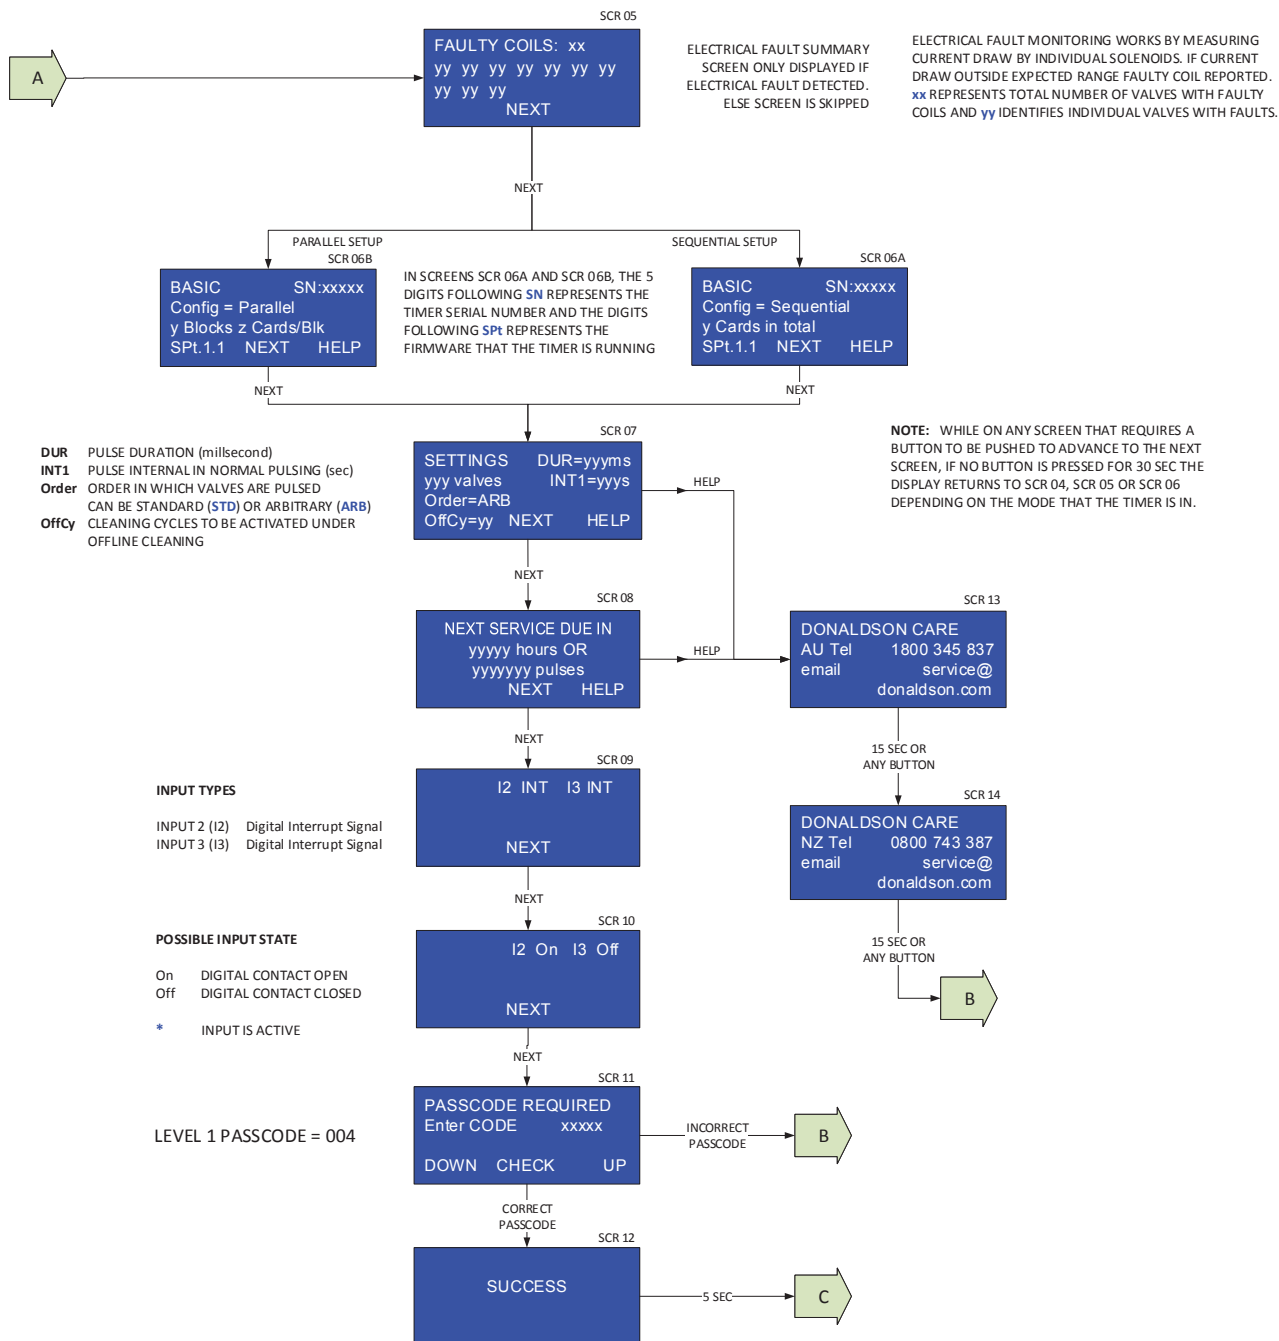 SCR 05
A
FAULTY COILS: xx
yy yy yy yy yy yy yy
yy yy yy
NEXT
ELECTRICAL FAULT SUMMARY
SCREEN ONLY DISPLAYED IF
ELECTRICAL FAULT DETECTED.
ELSE SCREEN IS SKIPPED
ELECTRICAL FAULT MONITORING WORKS BY MEASURING
CURRENT DRAW BY INDIVIDUAL SOLENOIDS. IF CURRENT
DRAW OUTSIDE EXPECTED RANGE FAULTY COIL REPORTED.
xx REPRESENTS TOTAL NUMBER OF VALVES WITH FAULTY
COILS AND yy IDENTIFIES INDIVIDUAL VALVES WITH FAULTS.
NEXT
PARALLEL SETUP
SCR 06B
BASIC SN:xxxxx
Config = Parallel
y Blocks z Cards/Blk
SPt.1.1 NEXT HELP
NEXT
IN SCREENS SCR 06A AND SCR 06B, THE 5
DIGITS FOLLOWING SN REPRESENTS THE
TIMER SERIAL NUMBER AND THE DIGITS
FOLLOWING SPt REPRESENTS THE
FIRMWARE THAT THE TIMER IS RUNNING
SEQUENTIAL SETUP
SCR 06A
BASIC SN:xxxxx
Config = Sequential
y Cards in total
SPt.1.1 NEXT HELP
NEXT
DUR PULSE DURATION (millsecond)
INT1 PULSE INTERNAL IN NORMAL PULSING (sec)
Order ORDER IN WHICH VALVES ARE PULSED
CAN BE STANDARD (STD) OR ARBITRARY (ARB)
OffCy CLEANING CYCLES TO BE ACTIVATED UNDER
OFFLINE CLEANING
SCR 07
SETTINGS DUR=yyyms
yyy valves INT1=yyys
Order=ARB
OffCy=yy NEXT HELP
HELP
NEXT
NOTE: WHILE ON ANY SCREEN THAT REQUIRES A
BUTTON TO BE PUSHED TO ADVANCE TO THE NEXT
SCREEN, IF NO BUTTON IS PRESSED FOR 30 SEC THE
DISPLAY RETURNS TO SCR 04, SCR 05 OR SCR 06
DEPENDING ON THE MODE THAT THE TIMER IS IN.
SCR 08
NEXT SERVICE DUE IN
yyyyy hours OR
yyyyyyy pulses
NEXT HELP
HELP
NEXT
SCR 13
DONALDSON CARE
AU Tel 1800 345 837
email service@
donaldson.com
15 SEC OR
ANY BUTTON
SCR 09
I2 INT I3 INT
NEXT
NEXT
INPUT TYPES
INPUT 2 (I2) Digital Interrupt Signal
INPUT 3 (I3) Digital Interrupt Signal
SCR 14
DONALDSON CARE
NZ Tel 0800 743 387
email service@
donaldson.com
15 SEC OR
ANY BUTTON
B
SCR 10
I2 On I3 Off
NEXT
NEXT
POSSIBLE INPUT STATE
On DIGITAL CONTACT OPEN
Off DIGITAL CONTACT CLOSED
* INPUT IS ACTIVE
SCR 11
PASSCODE REQUIRED
Enter CODE xxxxx
DOWN CHECK UP
LEVEL 1 PASSCODE = 004
INCORRECT
PASSCODE
B
CORRECT
PASSCODE
SCR 12
SUCCESS
5 SEC
C